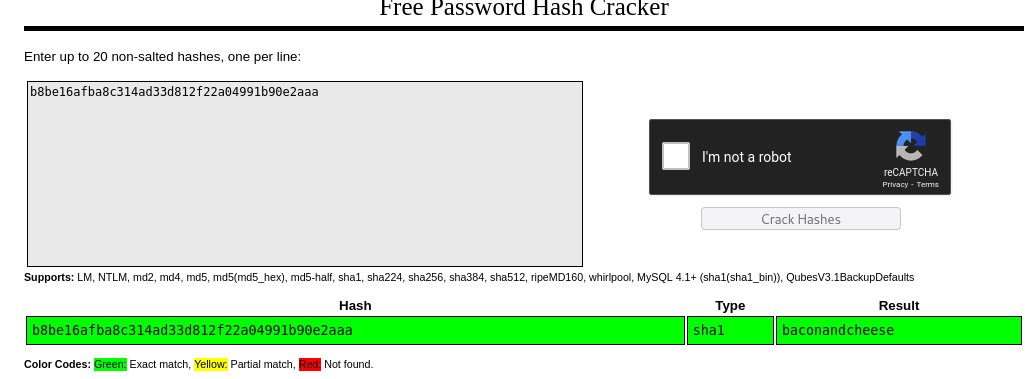 Free Password Hash Cracker
Enter up to 20 non-salted hashes, one per line:
b8be16afba8c314ad33d812f22a04991b90e2aaa
I'm not a robot
reCAPTCHA
Privacy - Terms
Crack Hashes
Supports: LM, NTLM, md2, md4, md5, md5(md5_hex), md5-half, sha1, sha224, sha256, sha384, sha512, ripeMD160, whirlpool, MySQL 4.1+ (sha1(sha1_bin)), QubesV3.1BackupDefaults
Hash Type Result
b8be16afba8c314ad33d812f22a04991b90e2aaa sha1 baconandcheese
Color Codes: Green: Exact match, Yellow: Partial match, Red: Not found.